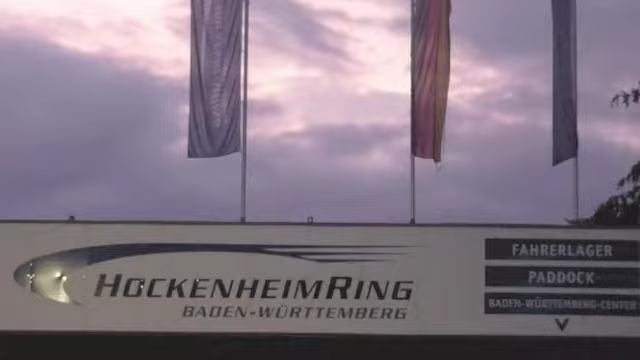 HOCKENHEIMRING
BADEN-WÜRTTEMBERG
FAHRERLAGER
PADDOCK
BADEN-WÜRTTEMBERG-CENTER